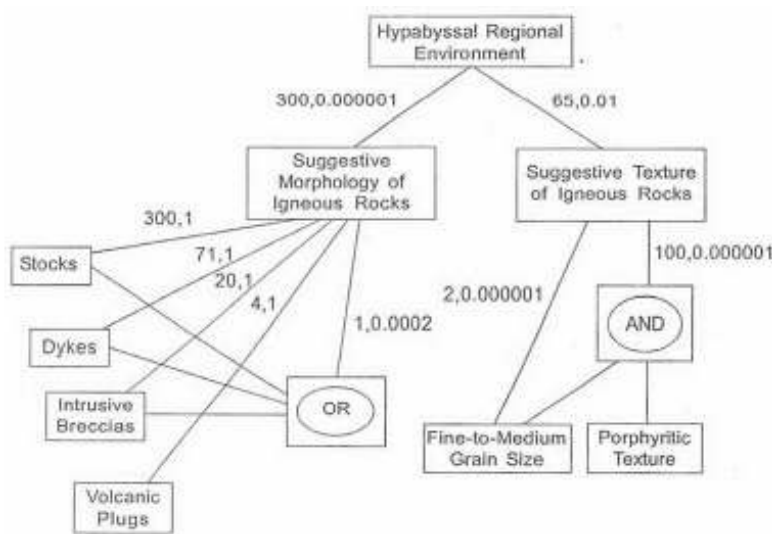 Hypabyssal Regional
Environment
300,0.000001
65,0.01
Suggestive
Morphology of
Igneous Rocks
Suggestive Texture
of Igneous Rocks
300,1
71,1
20,1
4,1
1,0.0002
2,0.000001
100,0.000001
Stocks
Dykes
Intrusive
Breccias
Volcanic
Plugs
OR
AND
Fine-to-Medium
Grain Size
Porphyritic
Texture